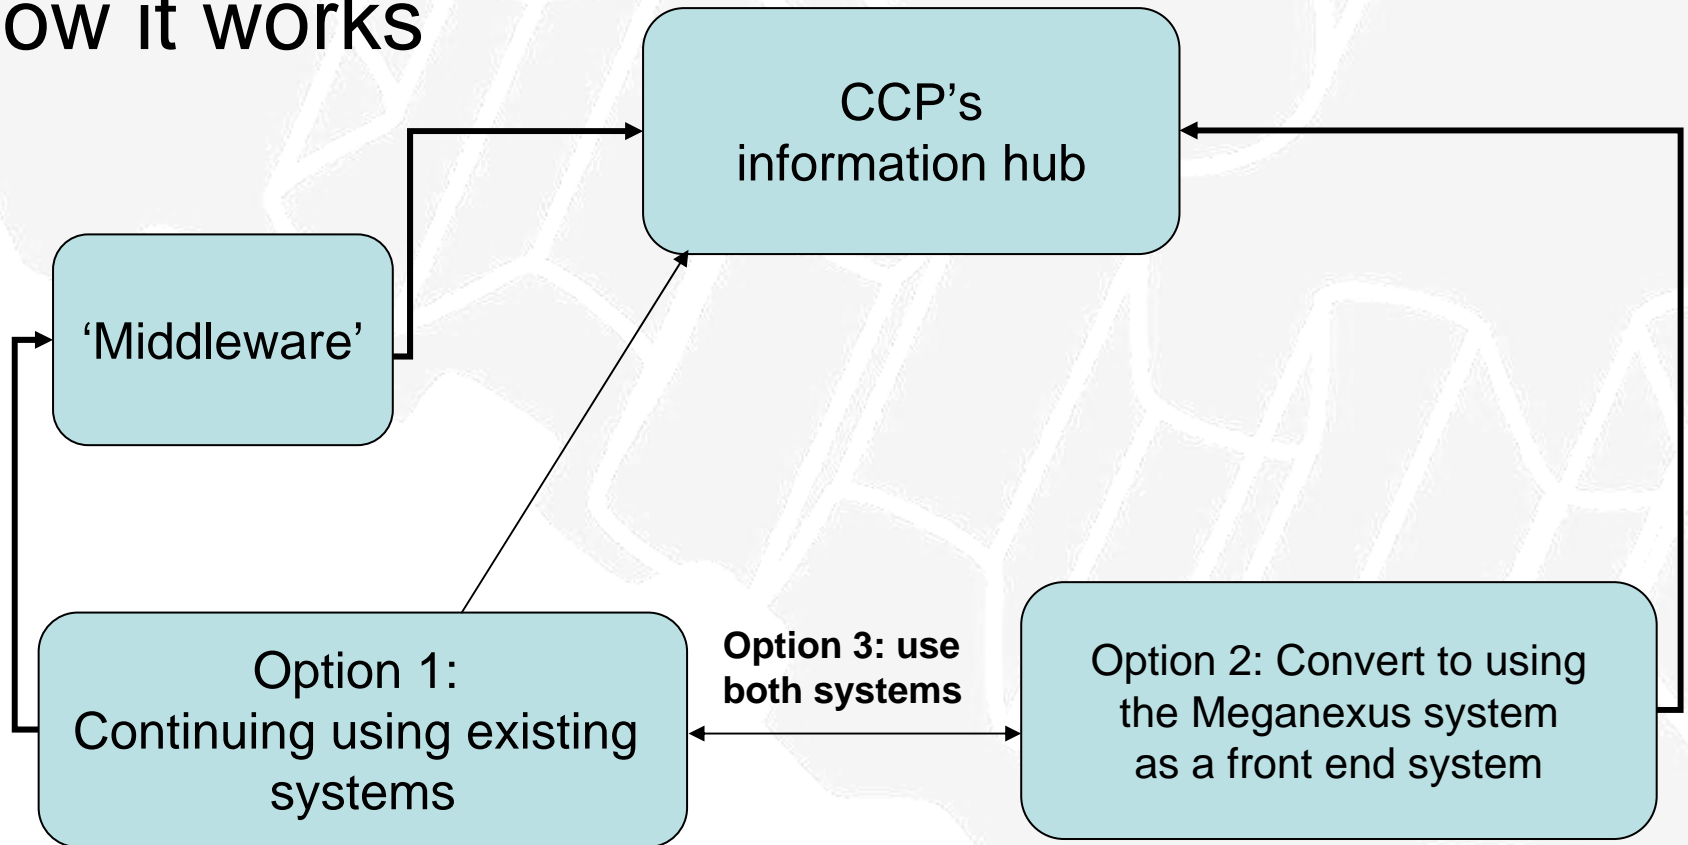 ow it works
CCP's
information hub
‘Middleware’
Option 1:
Continuing using existing
systems
Option 3: use
both systems
Option 2: Convert to using
the Meganexus system
as a front end system